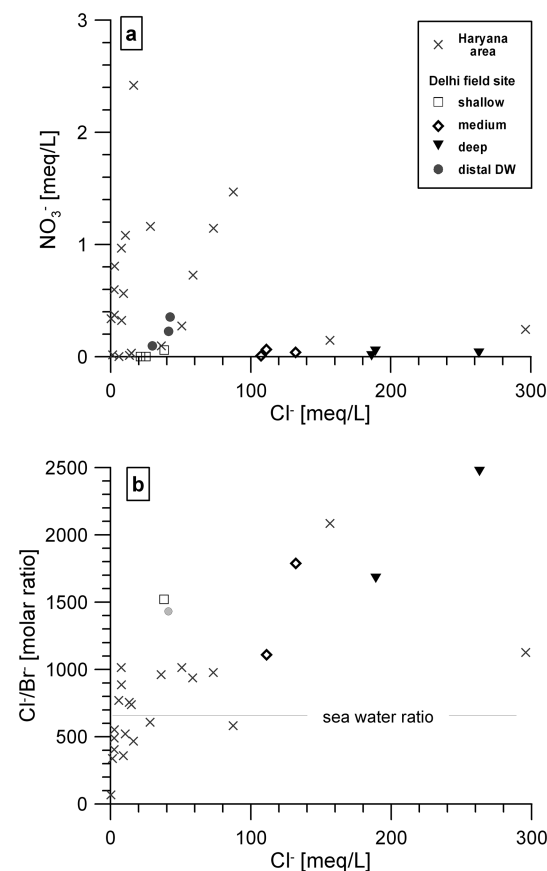 3
a
Haryana
area
Delhi field site
shallow
medium
deep
distal DW
2
NO3- [meq/L]
1
0
0 100 200 300
Cl- [meq/L]
2500
b
2000
1500
Cl-/Br- [molar ratio]
1000
sea water ratio
500
0
0 100 200 300
Cl- [meq/L]